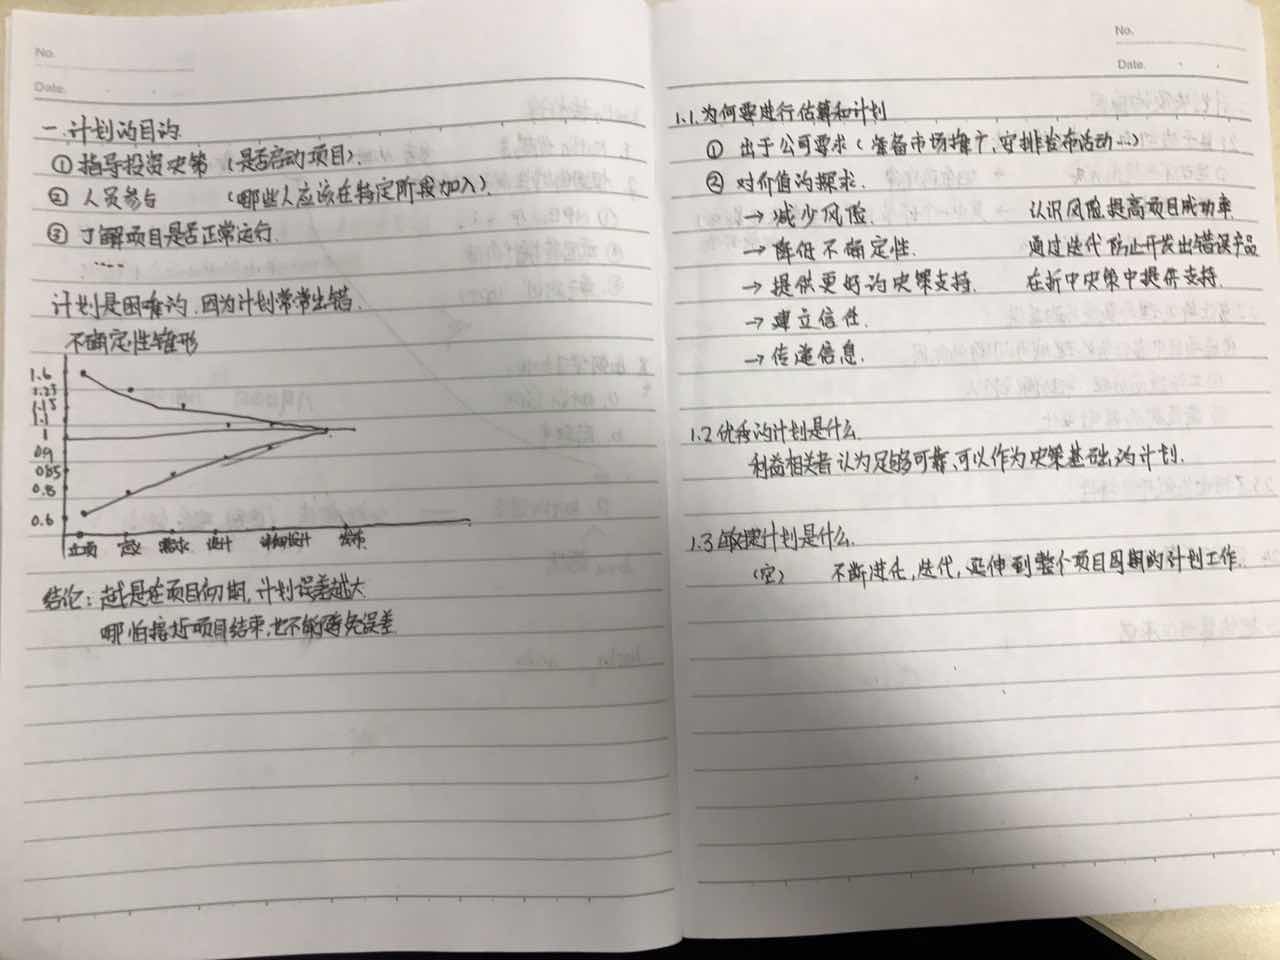 No.
Date.
一.计划的目的
① 指导投资决策 (是否启动项目).
② 人员参与 (哪些人应该在特定阶段加入).
③ 了解项目是否正常运行.
....
计划是困难的,因为计划常常出错.
不确定性锥形
1.6
1.25
1.15
1.1
1
0.9
0.85
0.8
0.6
立项 定义 需求 设计 详细设计 发布
结论: 越是在项目初期,计划误差越大
哪怕接近项目结束,也不能避免误差
No.
Date.
1.1.为何要进行估算和计划
① 出于公司要求 (准备市场推广,安排发布活动...)
② 对价值的探求.
→ 减少风险. 认识风险,提高项目成功率
→ 降低不确定性. 通过迭代防止开发出错误产品
→ 提供更好的决策支持. 在折中决策中提供支持.
→ 建立信任.
→ 传递信息.
1.2 优秀的计划是什么.
利益相关者认为足够可靠,可以作为决策基础的计划.
1.3 敏捷计划是什么.
(空) 不断进化,迭代,延伸到整个项目周期的计划工作.